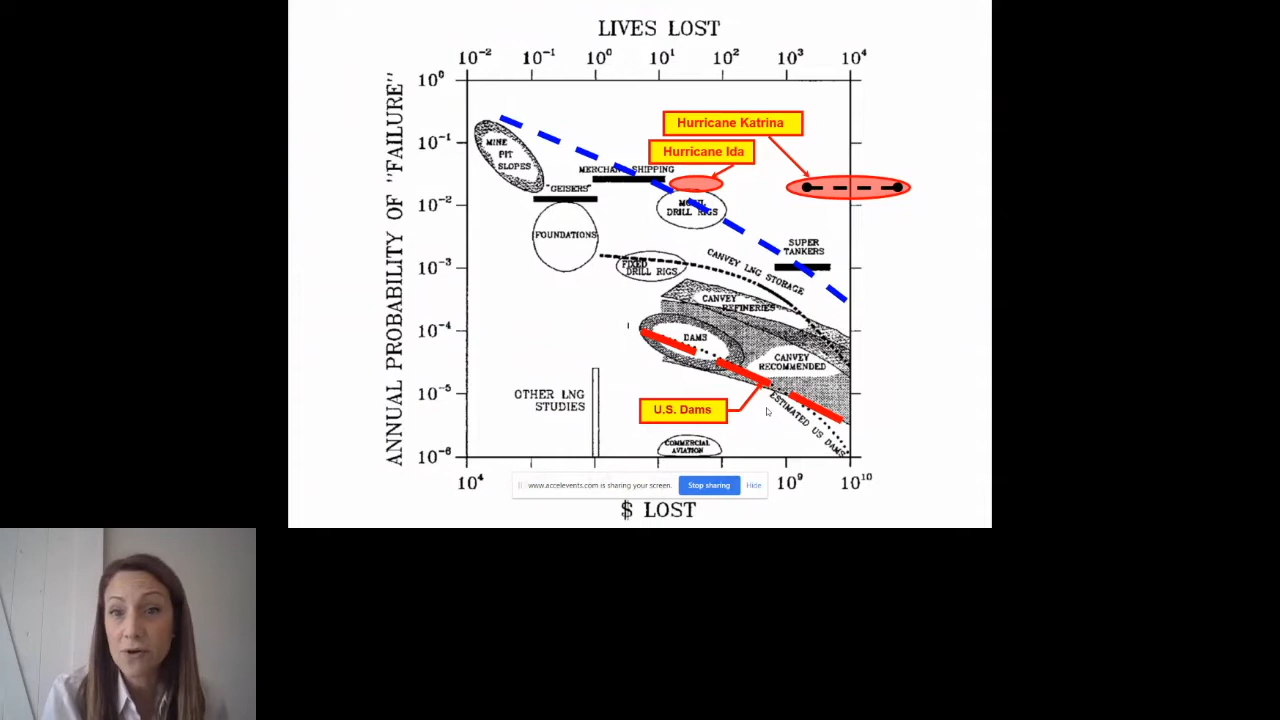 LIVES LOST
10⁻² 10⁻¹ 10⁰ 10¹ 10² 10³ 10⁴
ANNUAL PROBABILITY OF "FAILURE"
10⁰
10⁻¹
10⁻²
10⁻³
10⁻⁴
10⁻⁵
10⁻⁶
Hurricane Katrina
Hurricane Ida
MINE
PIT
SLOPES
MERCHANT SHIPPING
"GEISERS"
MOBIL
DRILL RIGS
FOUNDATIONS
SUPER
TANKERS
FIXED
DRILL RIGS
CANVEY LNG STORAGE
CANVEY
REFINERIES
DAMS
CANVEY
RECOMMENDED
OTHER LNG
STUDIES
U.S. Dams
ESTIMATED US DAMS
COMMERCIAL
AVIATION
10⁴ 10⁹ 10¹⁰
www.accelevents.com is sharing your screen. Stop sharing Hide
$ LOST